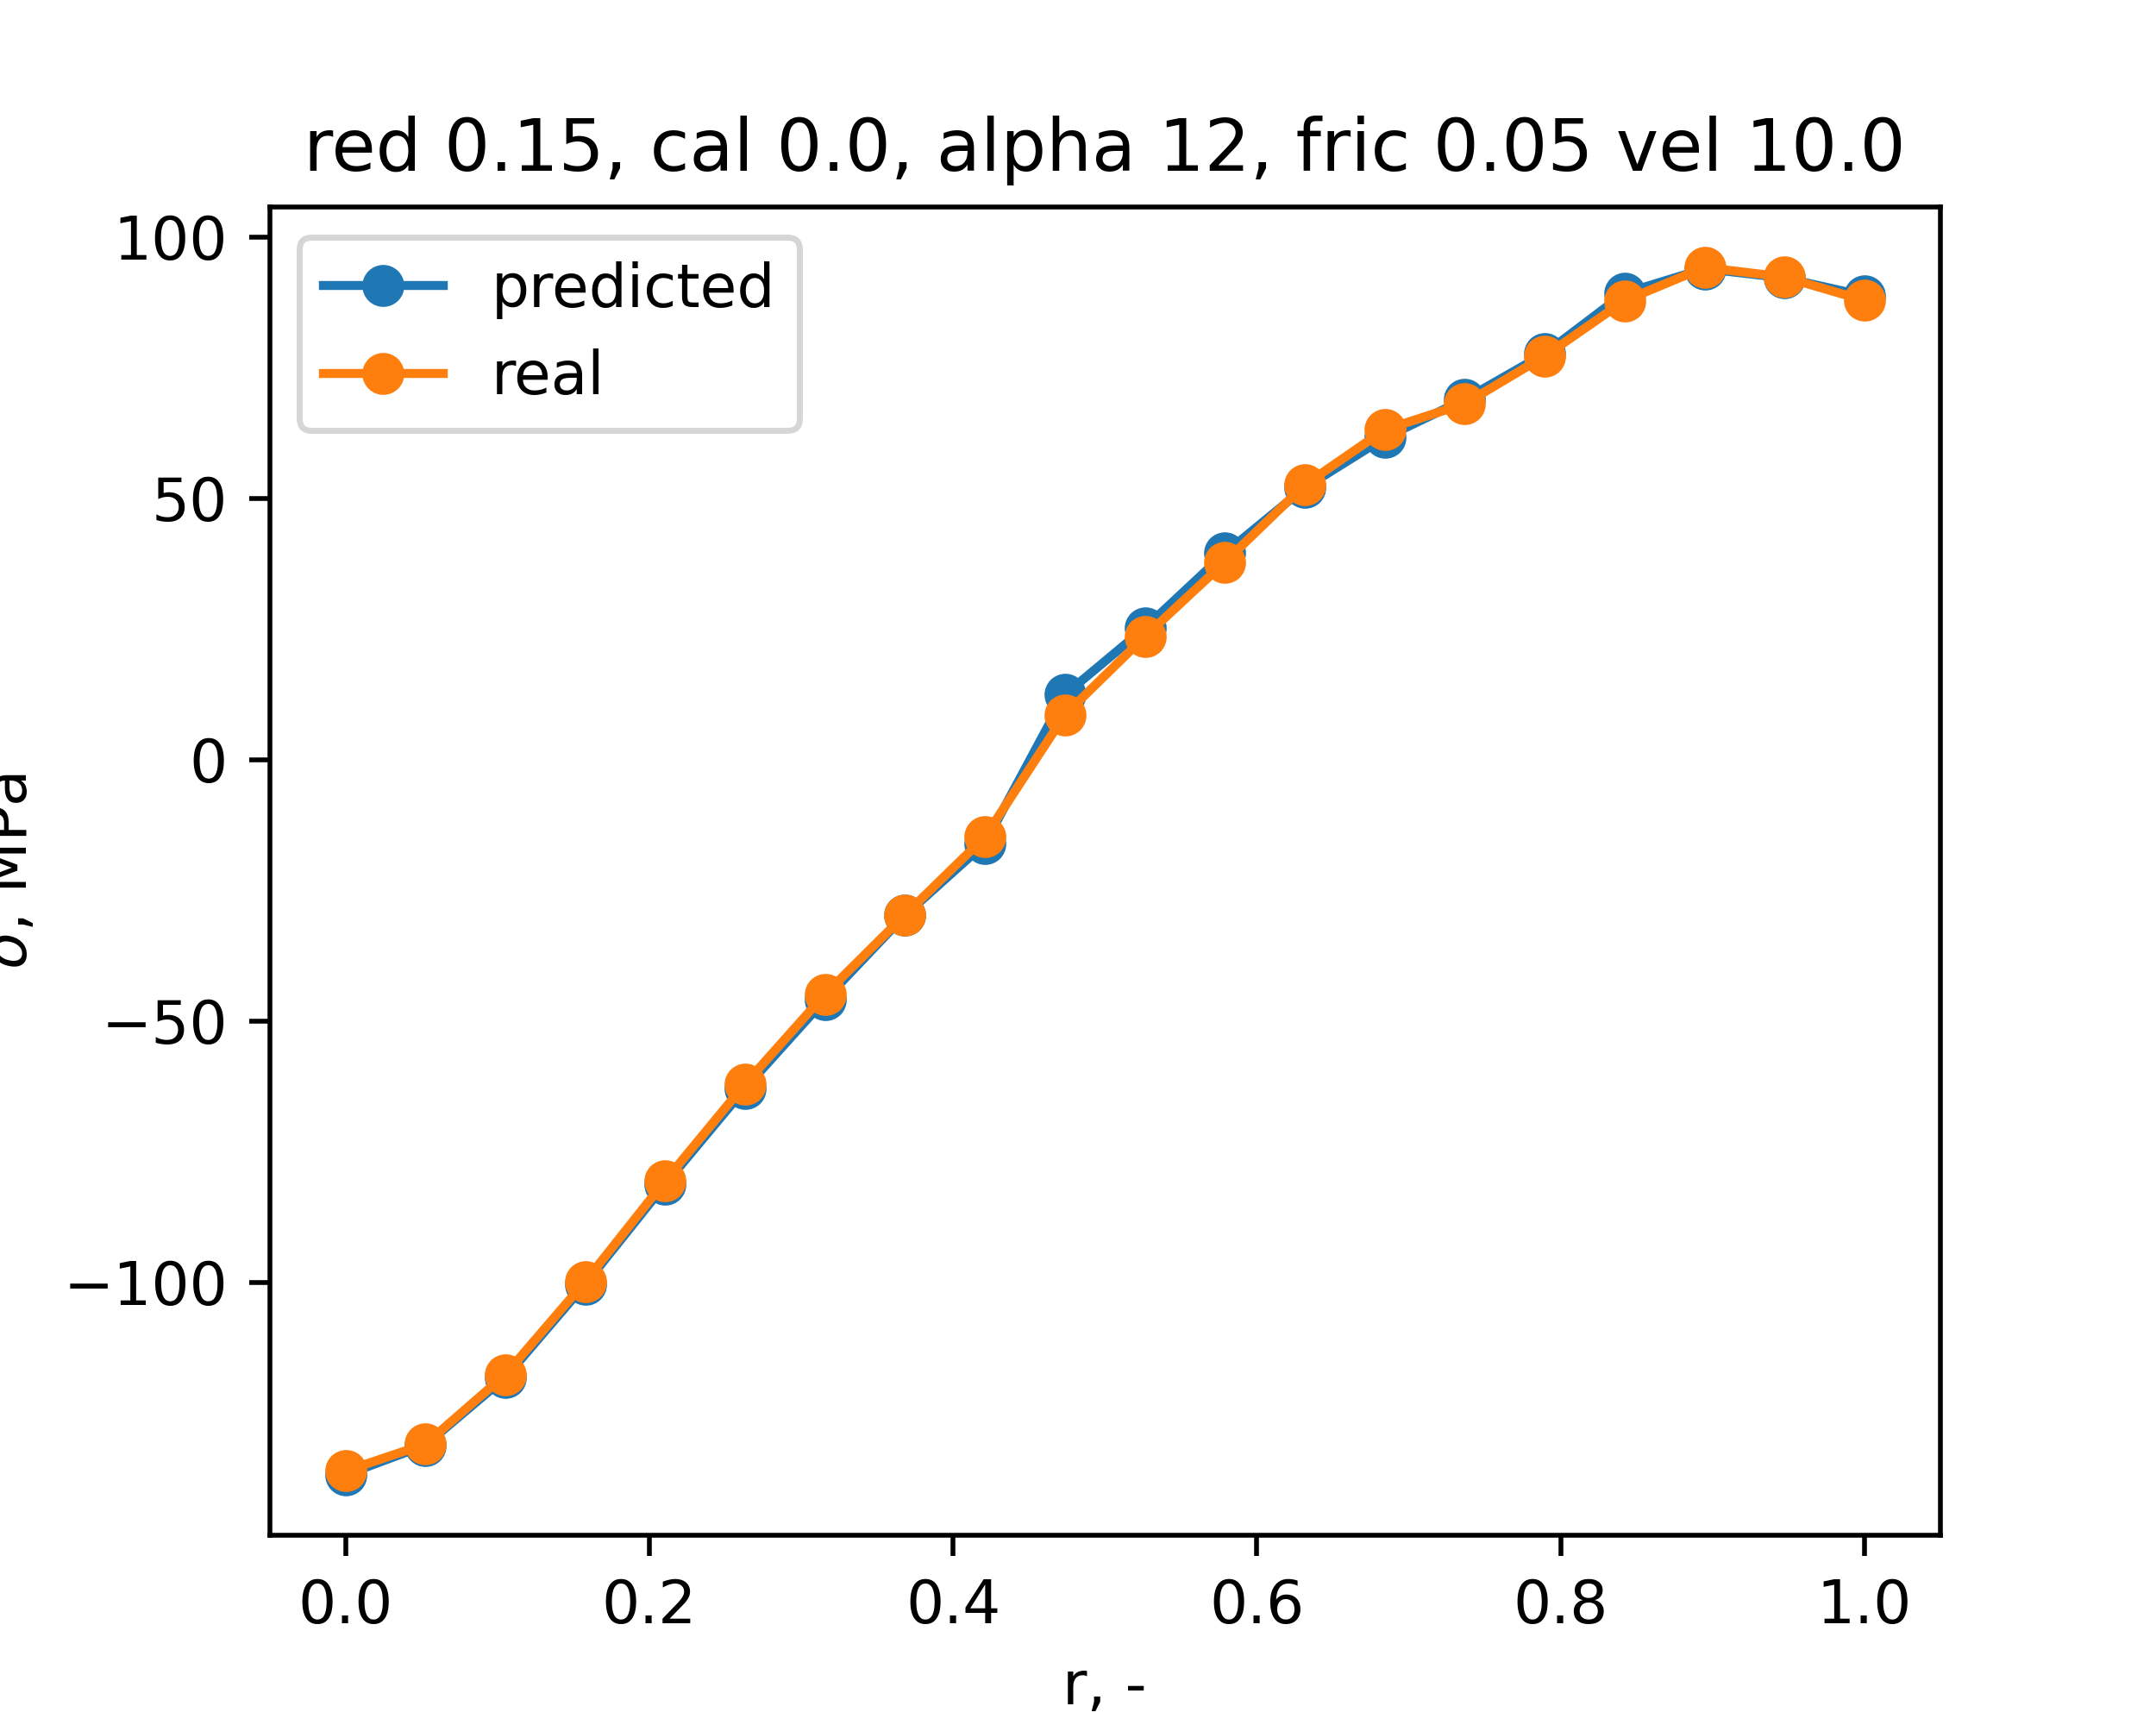 red 0.15, cal 0.0, alpha 12, fric 0.05 vel 10.0
predicted
real
100
50
0
−50
−100
σ, MPa
0.0 0.2 0.4 0.6 0.8 1.0
r, -